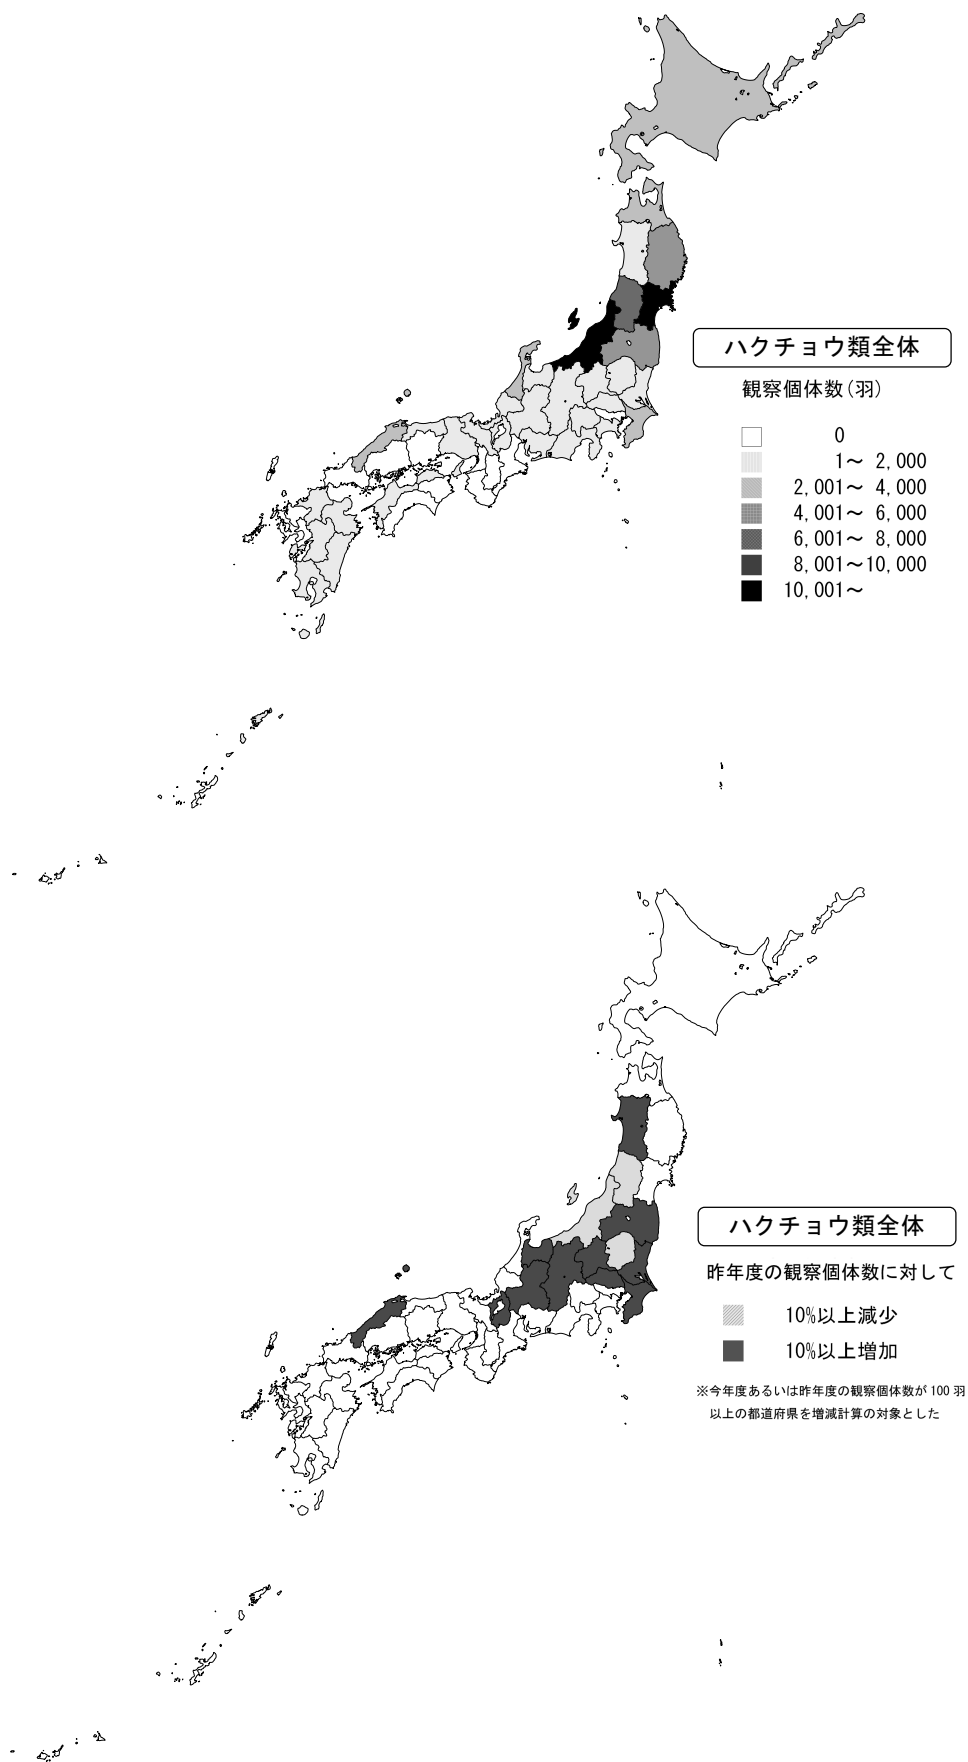 ハクチョウ類全体
観察個体数(羽)
0
1～ 2,000
2,001～ 4,000
4,001～ 6,000
6,001～ 8,000
8,001～10,000
10,001～
ハクチョウ類全体
昨年度の観察個体数に対して
10%以上減少
10%以上増加
※今年度あるいは昨年度の観察個体数が 100 羽
以上の都道府県を増減計算の対象とした